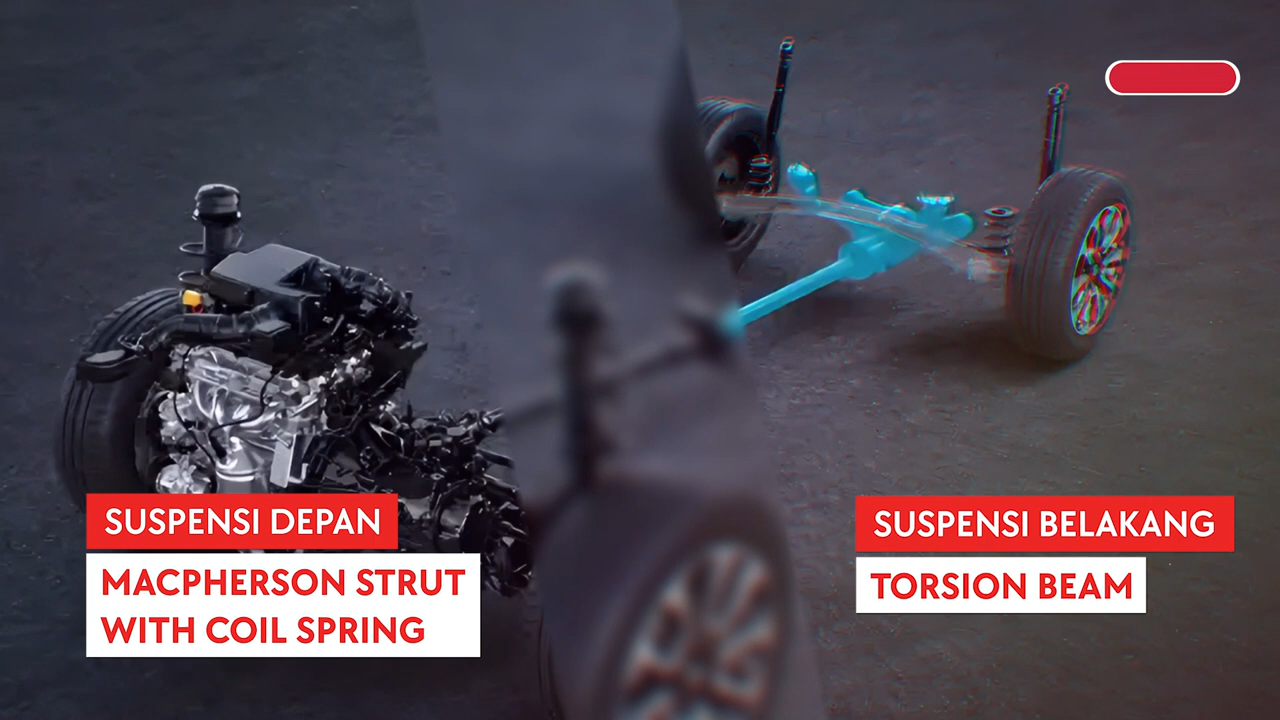 SUSPENSI DEPAN
MACPHERSON STRUT
WITH COIL SPRING
SUSPENSI BELAKANG
TORSION BEAM